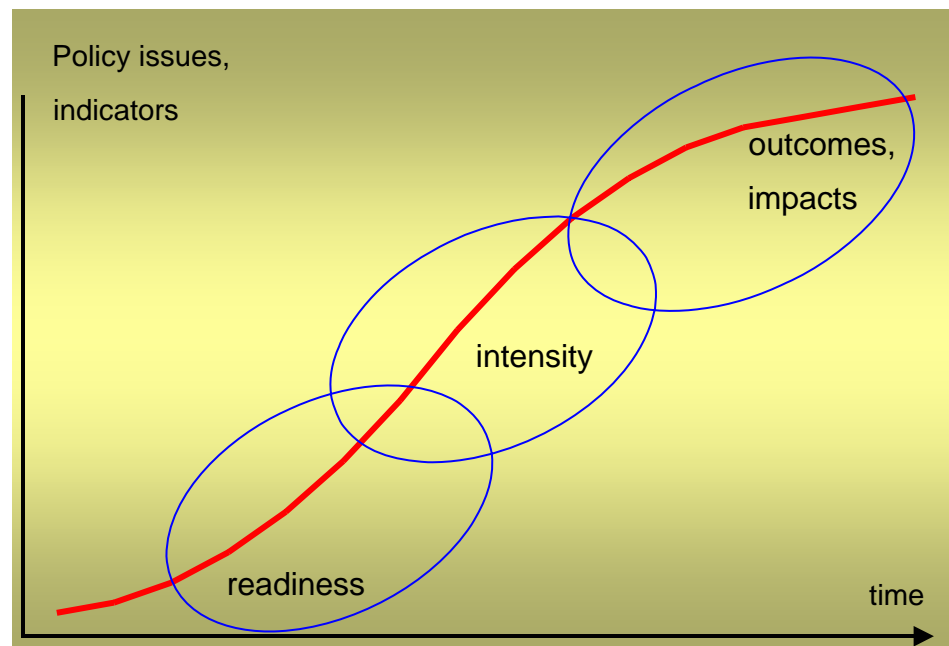 Policy issues,
indicators
outcomes,
impacts
intensity
readiness
time